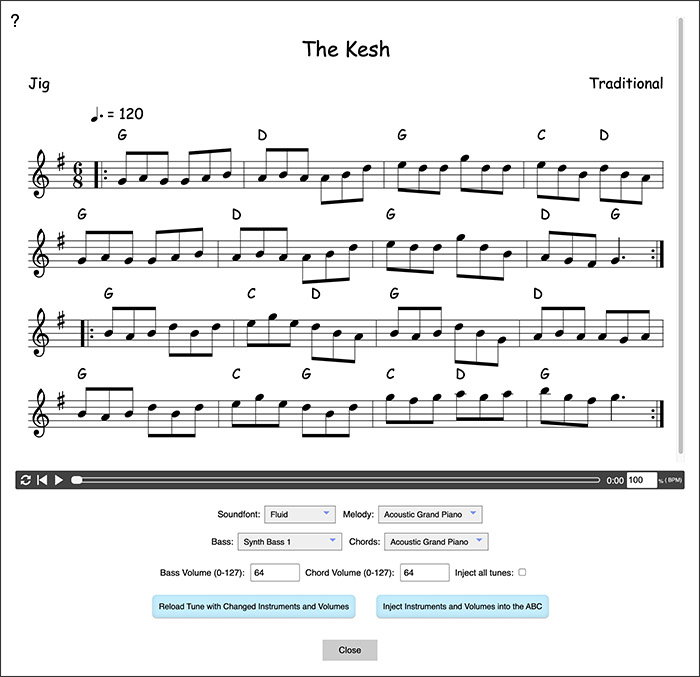 ?
The Kesh
Jig Traditional
♩. = 120
G D G C D
6
8
G D G D G
G C D G D
G C G C D G
0:00 100 % ( BPM)
Soundfont: Fluid Melody: Acoustic Grand Piano
Bass: Synth Bass 1 Chords: Acoustic Grand Piano
Bass Volume (0-127): 64 Chord Volume (0-127): 64 Inject all tunes:
Reload Tune with Changed Instruments and Volumes Inject Instruments and Volumes into the ABC
Close